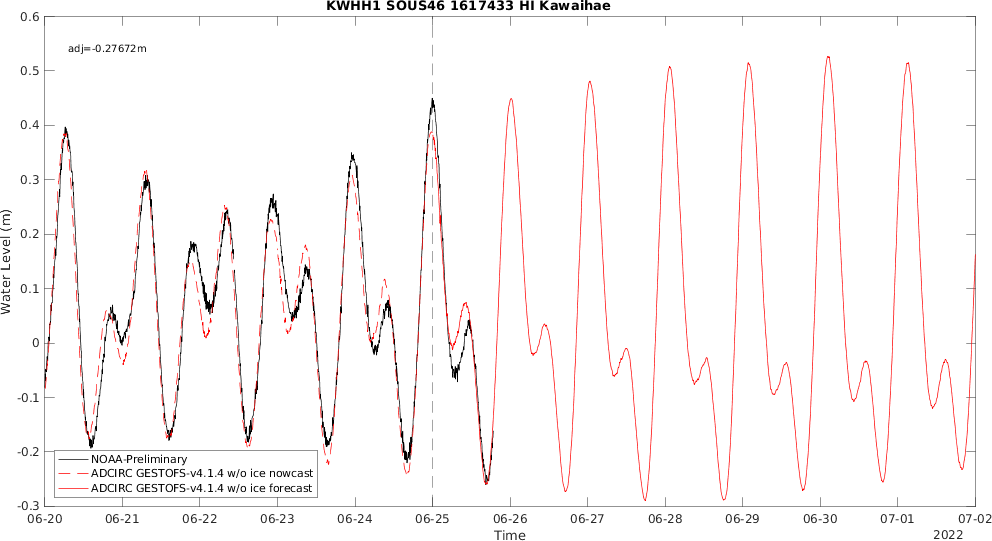 KWHH1 SOUS46 1617433 HI Kawaihae
adj=-0.27672m
0.6
0.5
0.4
0.3
0.2
0.1
0
-0.1
-0.2
-0.3
Water Level (m)
NOAA-Preliminary
ADCIRC GESTOFS-v4.1.4 w/o ice nowcast
ADCIRC GESTOFS-v4.1.4 w/o ice forecast
06-20 06-21 06-22 06-23 06-24 06-25 06-26 06-27 06-28 06-29 06-30 07-01 07-02
Time
2022